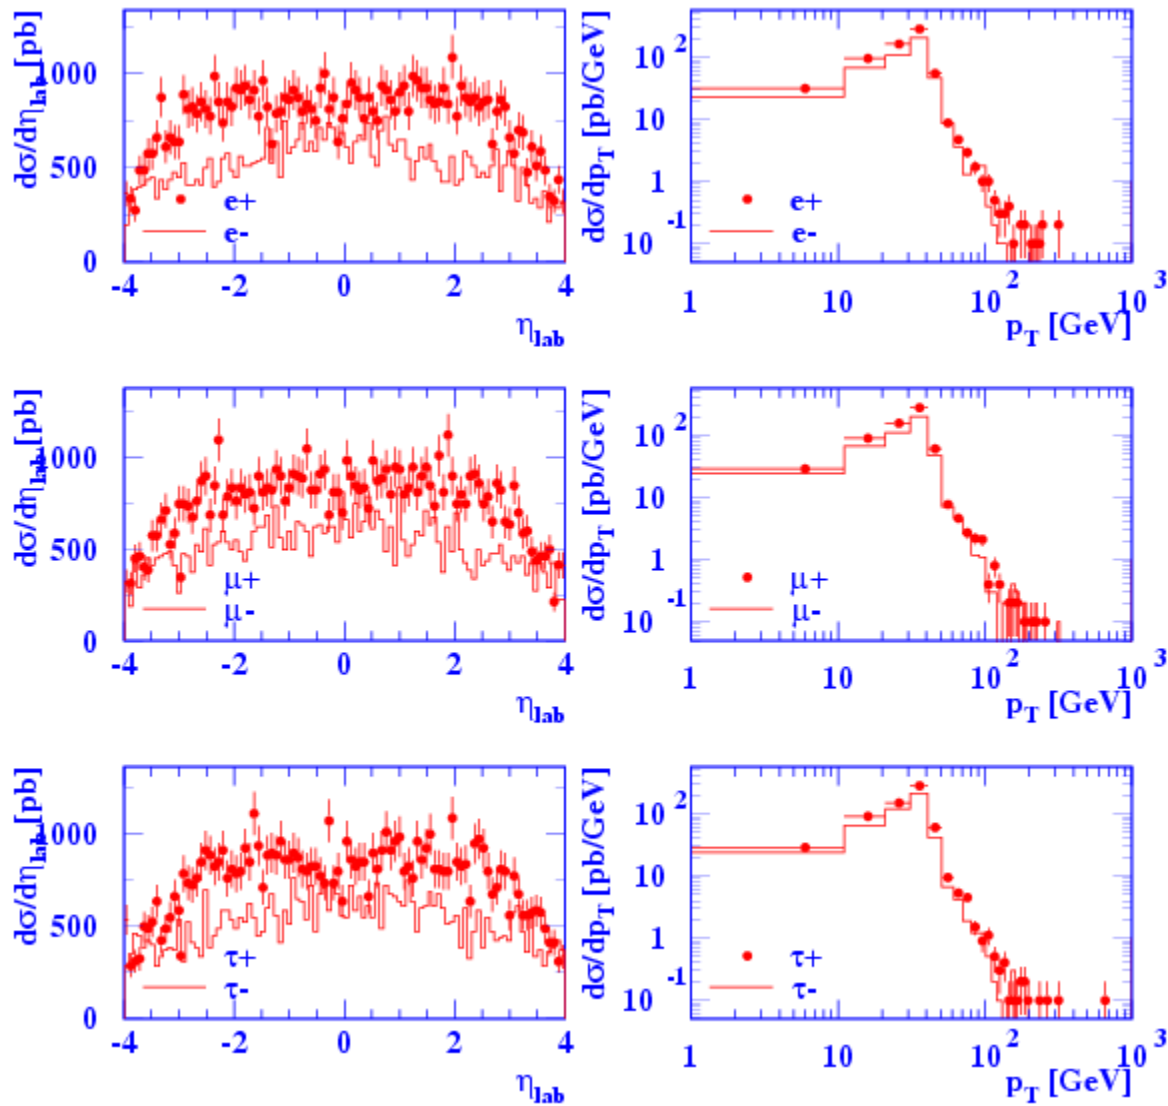 dσ/dη_lab [pb]
1000
500
0
e+
e-
-4 -2 0 2 4
η_lab
dσ/dp_T [pb/GeV]
10^2
10
1
10^-1
e+
e-
1 10 10^2 10^3
p_T [GeV]
dσ/dη_lab [pb]
1000
500
0
μ+
μ-
-4 -2 0 2 4
η_lab
dσ/dp_T [pb/GeV]
10^2
10
1
10^-1
μ+
μ-
1 10 10^2 10^3
p_T [GeV]
dσ/dη_lab [pb]
1000
500
0
τ+
τ-
-4 -2 0 2 4
η_lab
dσ/dp_T [pb/GeV]
10^2
10
1
10^-1
τ+
τ-
1 10 10^2 10^3
p_T [GeV]